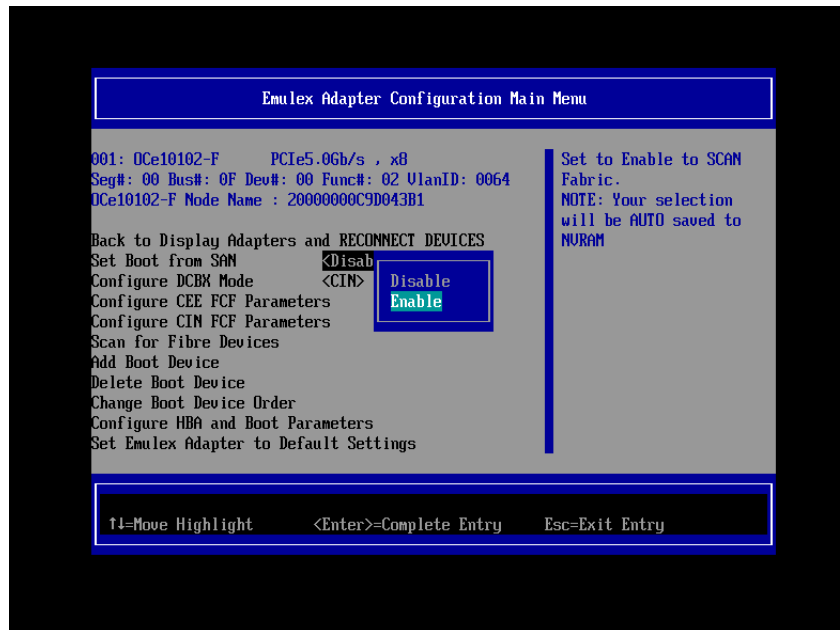 Emulex Adapter Configuration Main Menu
001: OCe10102-F PCIe5.0Gb/s , x8
Seg#: 00 Bus#: 0F Dev#: 00 Func#: 02 VlanID: 0064
OCe10102-F Node Name : 20000000C9D043B1
Back to Display Adapters and RECONNECT DEVICES
Set Boot from SAN <Disab
Configure DCBX Mode <CIN>
Configure CEE FCF Parameters
Configure CIN FCF Parameters
Scan for Fibre Devices
Add Boot Device
Delete Boot Device
Change Boot Device Order
Configure HBA and Boot Parameters
Set Emulex Adapter to Default Settings
Disable
Enable
Set to Enable to SCAN
Fabric.
NOTE: Your selection
will be AUTO saved to
NVRAM
↑↓=Move Highlight <Enter>=Complete Entry Esc=Exit Entry